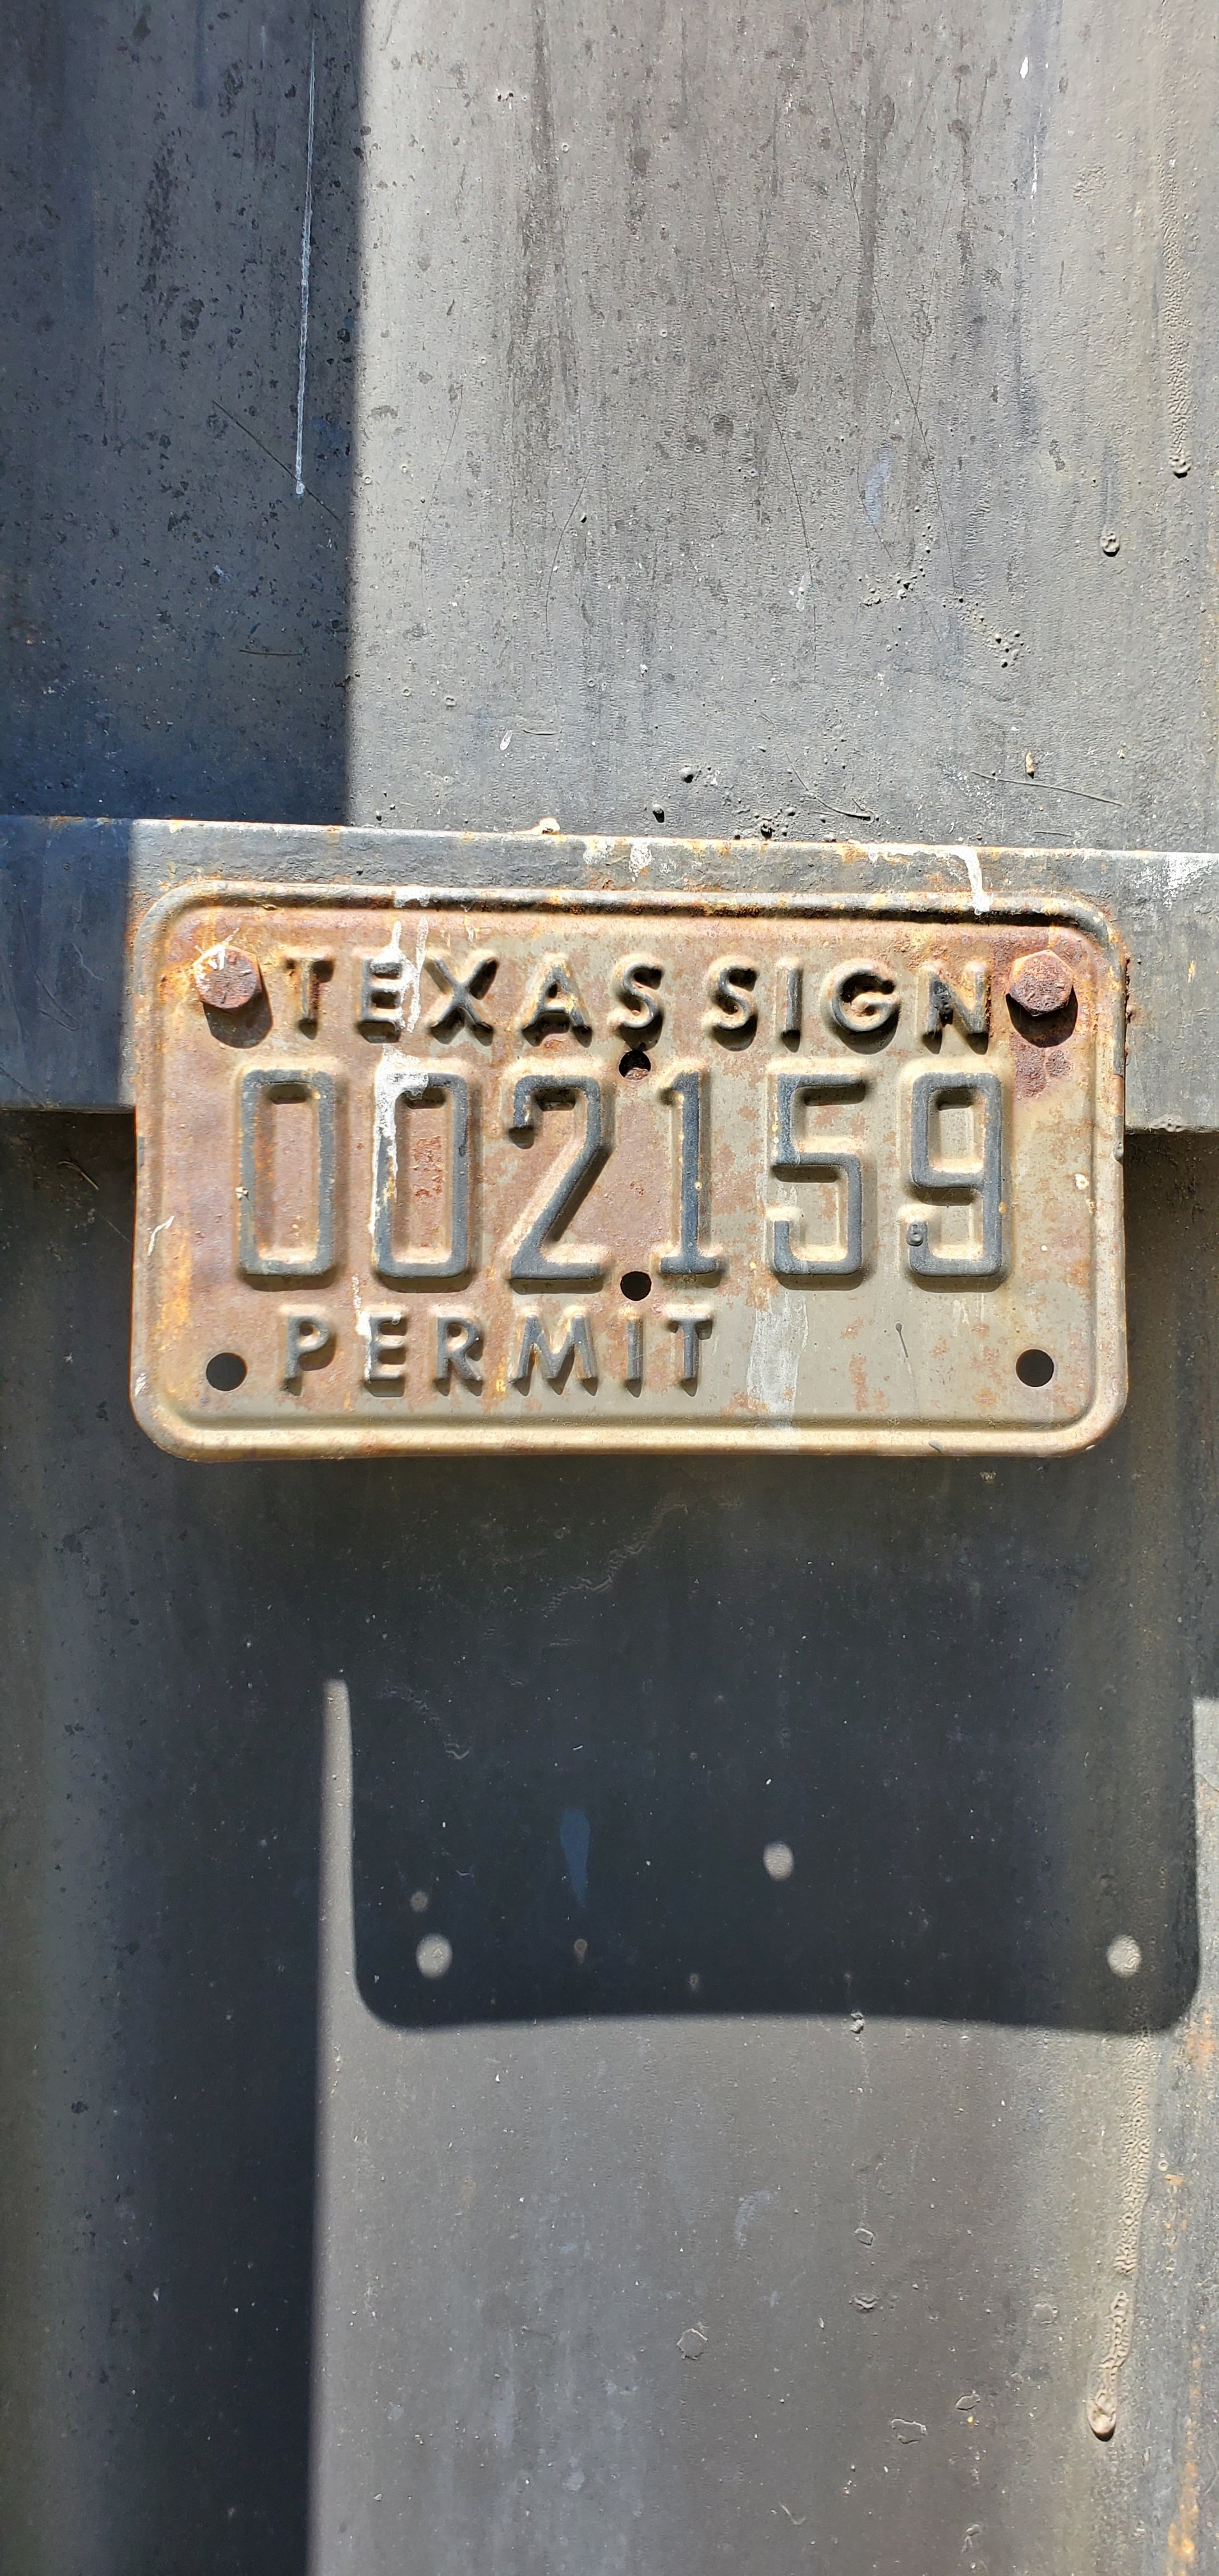 TEXAS SIGN
002159
PERMIT